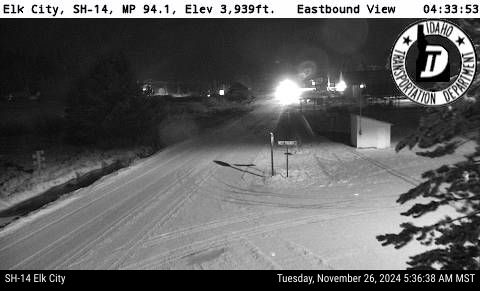 Elk City, SH-14, MP 94.1, Elev 3,939ft. Eastbound View 04:33:53
IDAHO
TRANSPORTATION DEPARTMENT
SH-14 Elk City
Tuesday, November 26, 2024 5:36:38 AM MST